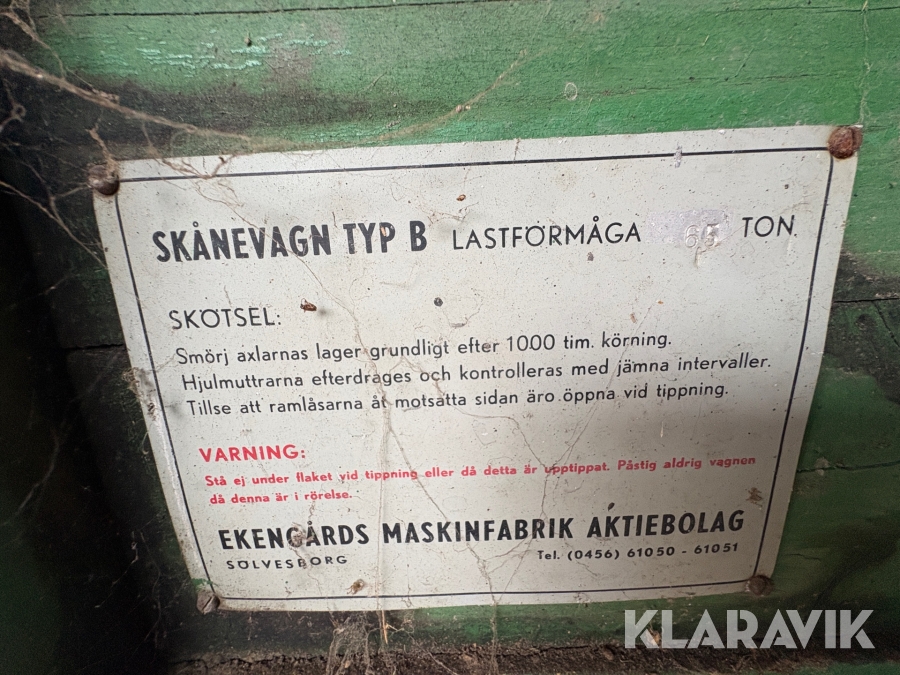 SKÅNEVAGN TYP B LASTFÖRMÅGA TON.
SKÖTSEL:
Smörj axlarnas lager grundligt efter 1000 tim. körning.
Hjulmuttrarna efterdrages och kontrolleras med jämna intervaller.
Tillse att ramlåsarna åt motsatta sidan äro öppna vid tippning.
VARNING:
Stå ej under flaket vid tippning eller då detta är upptippat. Påstig aldrig vagnen
då denna är i rörelse.
EKENGÅRDS MASKINFABRIK AKTIEBOLAG
SÖLVESBORG Tel. (0456) 61050 - 61051
KLARAVIK